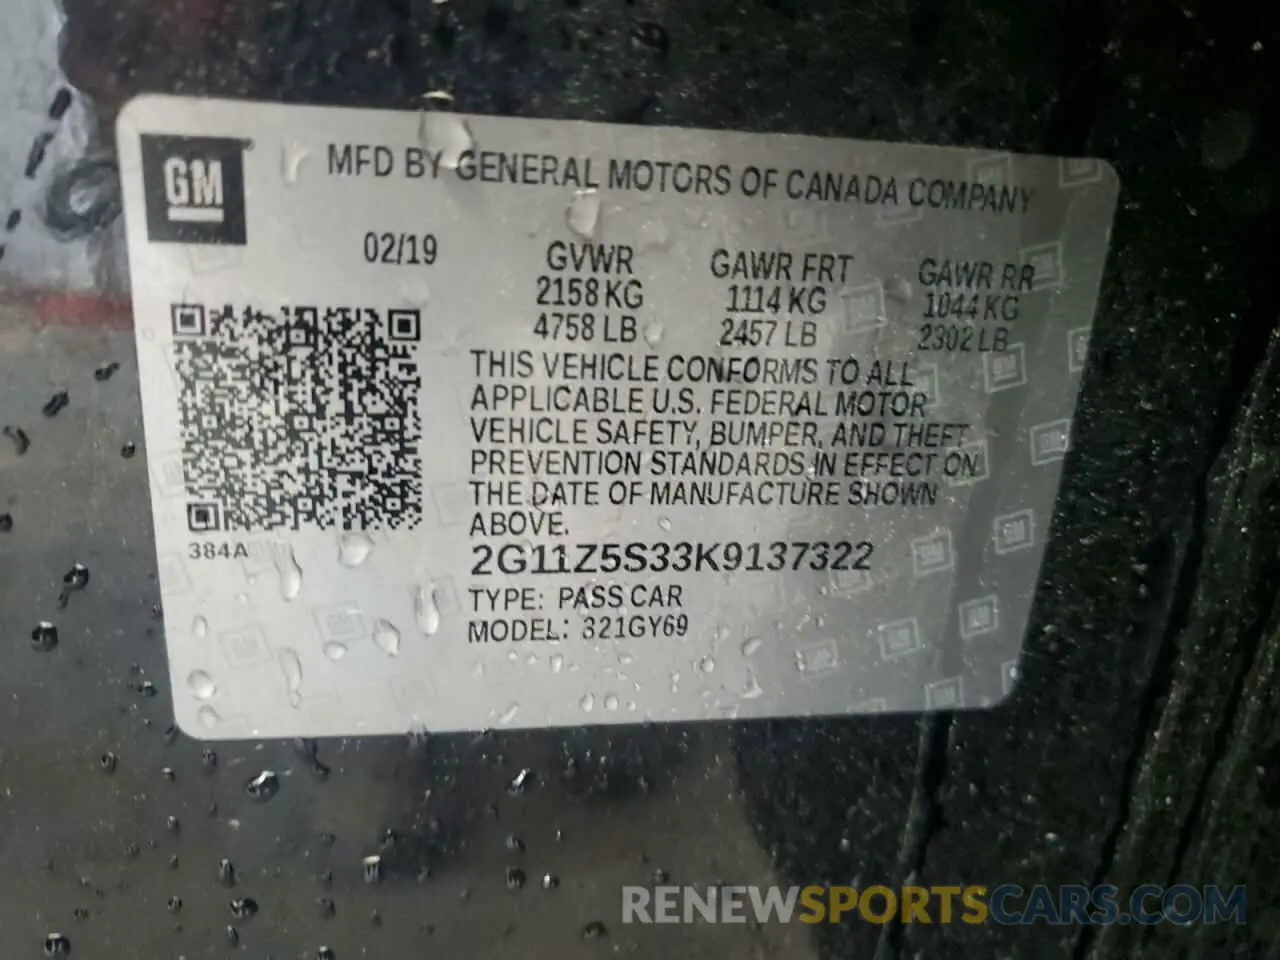 GM
MFD BY GENERAL MOTORS OF CANADA COMPANY
02/19
GVWR GAWR FRT GAWR RR
2158 KG 1114 KG 1044 KG
4758 LB 2457 LB 2302 LB
THIS VEHICLE CONFORMS TO ALL
APPLICABLE U.S. FEDERAL MOTOR
VEHICLE SAFETY, BUMPER, AND THEFT
PREVENTION STANDARDS IN EFFECT ON
THE DATE OF MANUFACTURE SHOWN
ABOVE.
384A
2G11Z5S33K9137322
TYPE: PASS CAR
MODEL: 321GY69
RENEWSPORTSCARS.COM